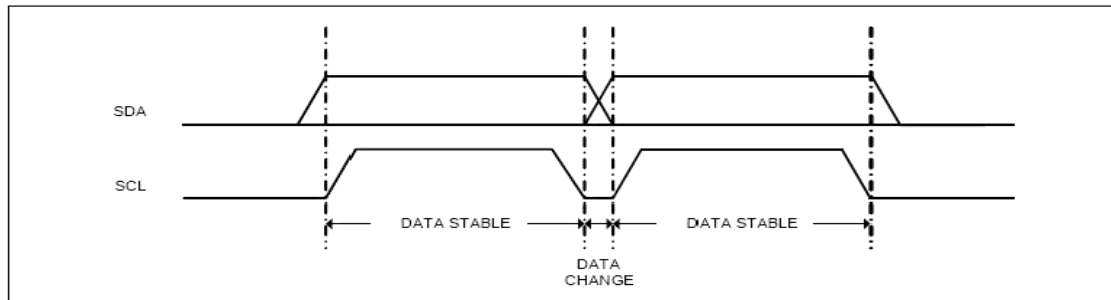 SDA
SCL
DATA STABLE
DATA STABLE
DATA
CHANGE